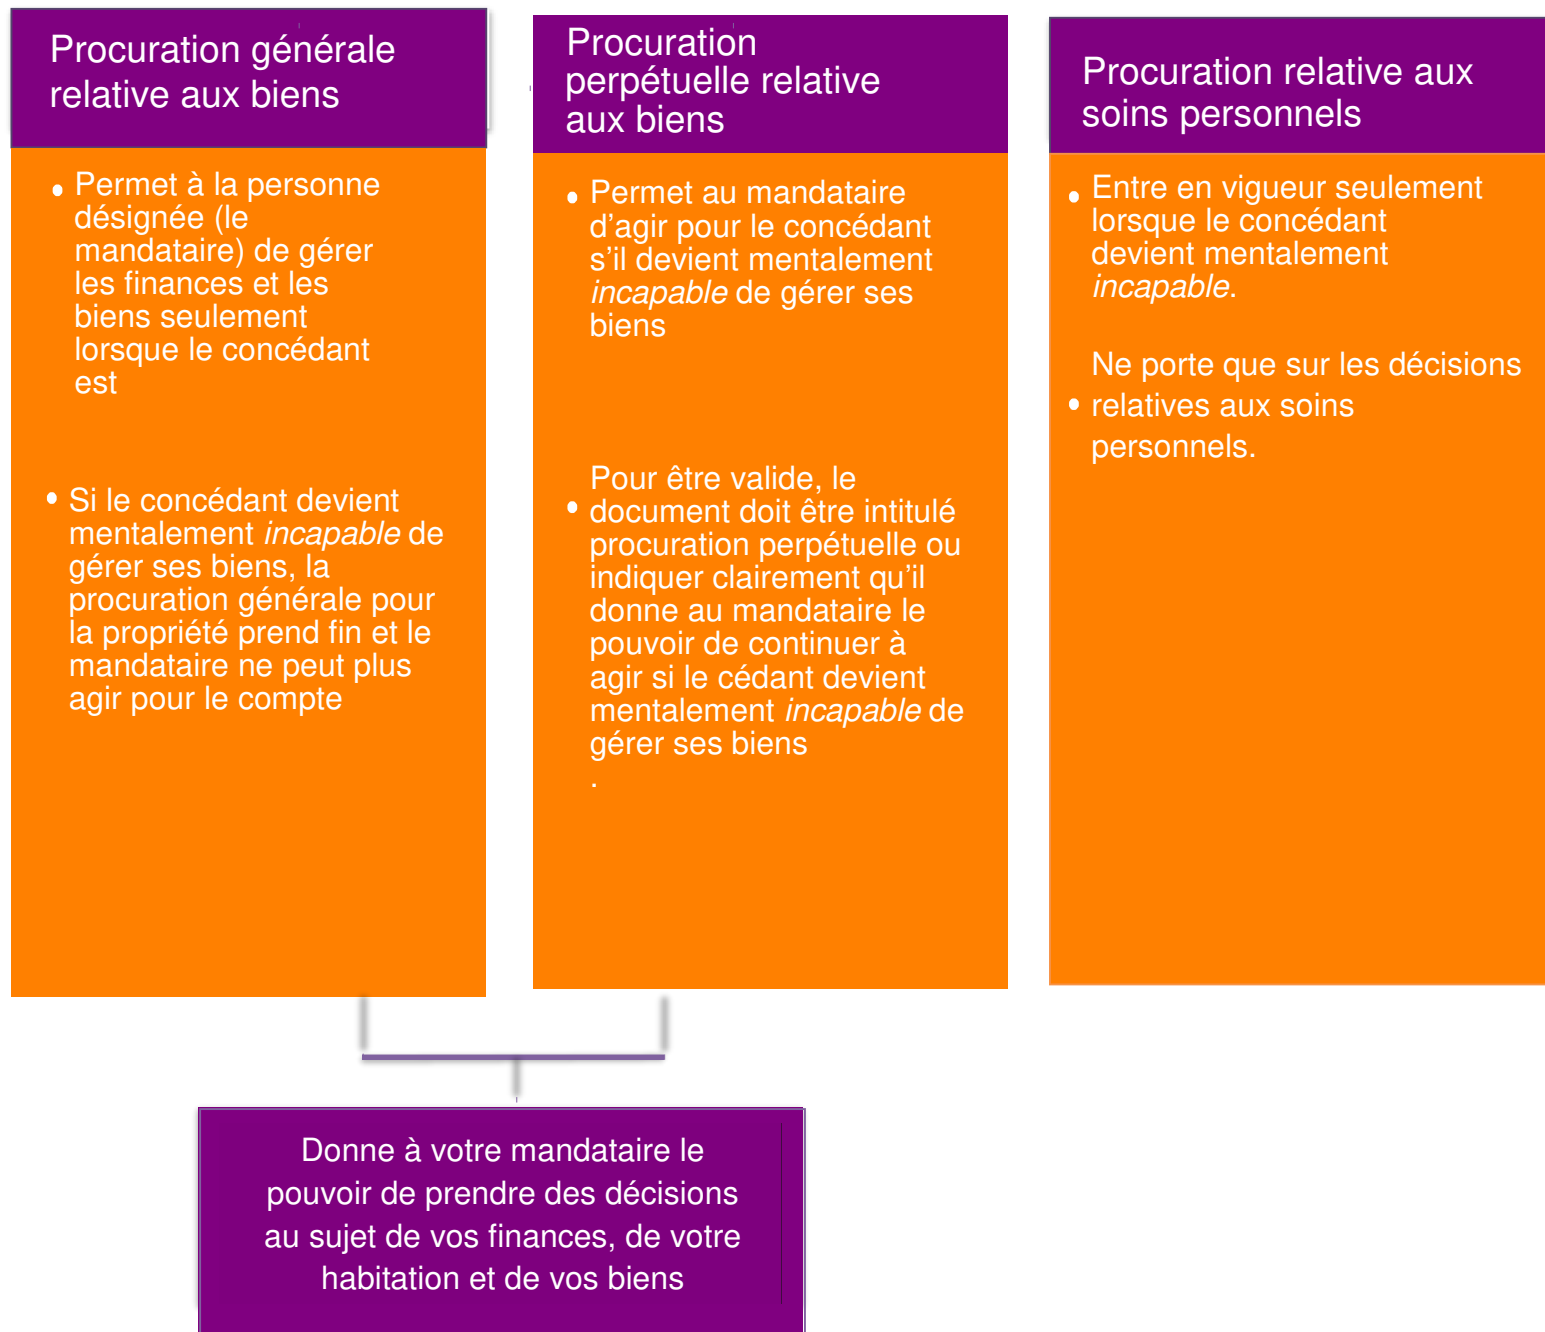 Procuration générale
relative aux biens
Permet à la personne
désignée (le
mandataire) de gérer
les finances et les
biens seulement
lorsque le concédant
est
Si le concédant devient
mentalement incapable de
gérer ses biens, la
procuration générale pour
la propriété prend fin et le
mandataire ne peut plus
agir pour le compte
Procuration
perpétuelle relative
aux biens
Permet au mandataire
d’agir pour le concédant
s’il devient mentalement
incapable de gérer ses
biens
Pour être valide, le
document doit être intitulé
procuration perpétuelle ou
indiquer clairement qu’il
donne au mandataire le
pouvoir de continuer à
agir si le cédant devient
mentalement incapable de
gérer ses biens
.
Procuration relative aux
soins personnels
Entre en vigueur seulement
lorsque le concédant
devient mentalement
incapable.
Ne porte que sur les décisions
relatives aux soins
personnels.
Donne à votre mandataire le
pouvoir de prendre des décisions
au sujet de vos finances, de votre
habitation et de vos biens